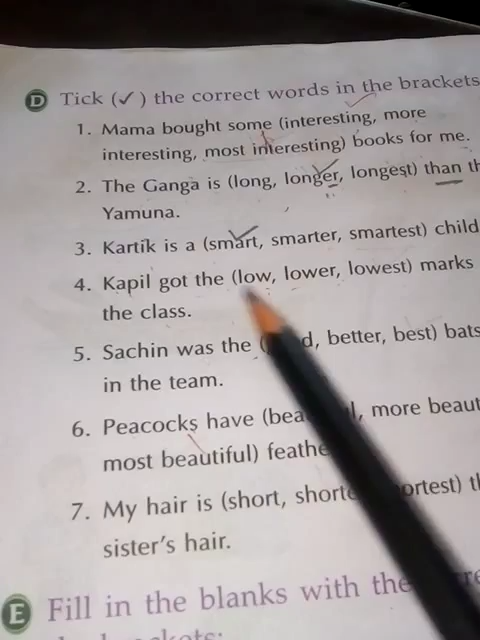 D Tick (✓) the correct words in the brackets
1. Mama bought some (interesting, more
interesting, most interesting) books for me.
2. The Ganga is (long, longer, longest) than
Yamuna.
3. Kartik is a (smart, smarter, smartest) child
4. Kapil got the (low, lower, lowest) marks
the class.
5. Sachin was the better, best)
in the team.
6. Peacocks have more
most beautiful)
7. My hair is (short,
sister's hair.
E Fill in the blanks with the